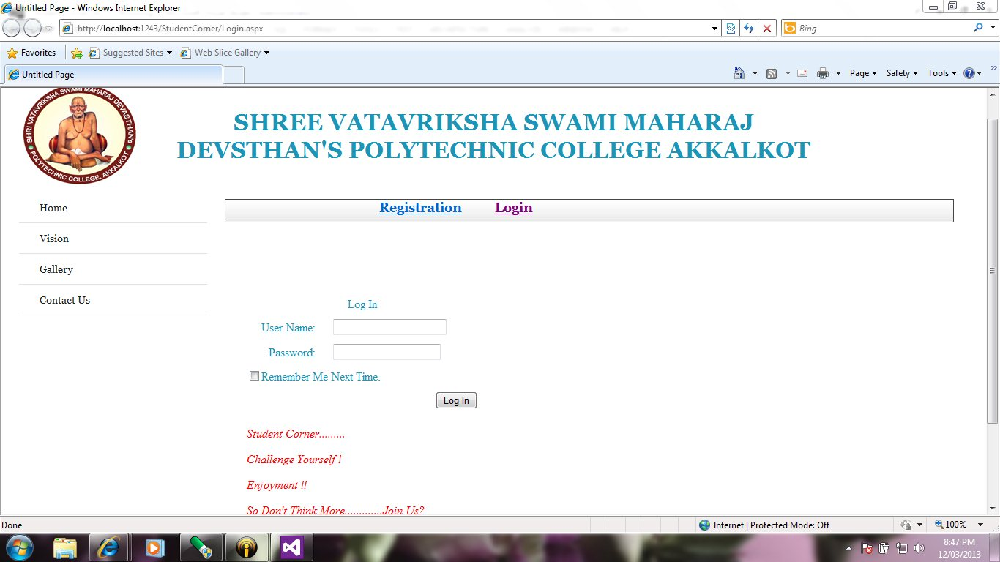 Untitled Page - Windows Internet Explorer
http://localhost:1243/StudentCorner/Login.aspx
Bing
Favorites
Suggested Sites
Web Slice Gallery
Untitled Page
Page
Safety
Tools
SHRI VATAVRIKSHA SWAMI MAHARAJ DEVASTHAN'S
POLYTECHNIC COLLEGE, AKKALKOT
SHREE VATAVRIKSHA SWAMI MAHARAJ
DEVSTHAN'S POLYTECHNIC COLLEGE AKKALKOT
Home
Vision
Gallery
Contact Us
Registration Login
Log In
User Name:
Password:
Remember Me Next Time.
Log In
Student Corner.........
Challenge Yourself !
Enjoyment !!
So Don't Think More.............Join Us?
Done
Internet | Protected Mode: Off
100%
8:47 PM
12/03/2013